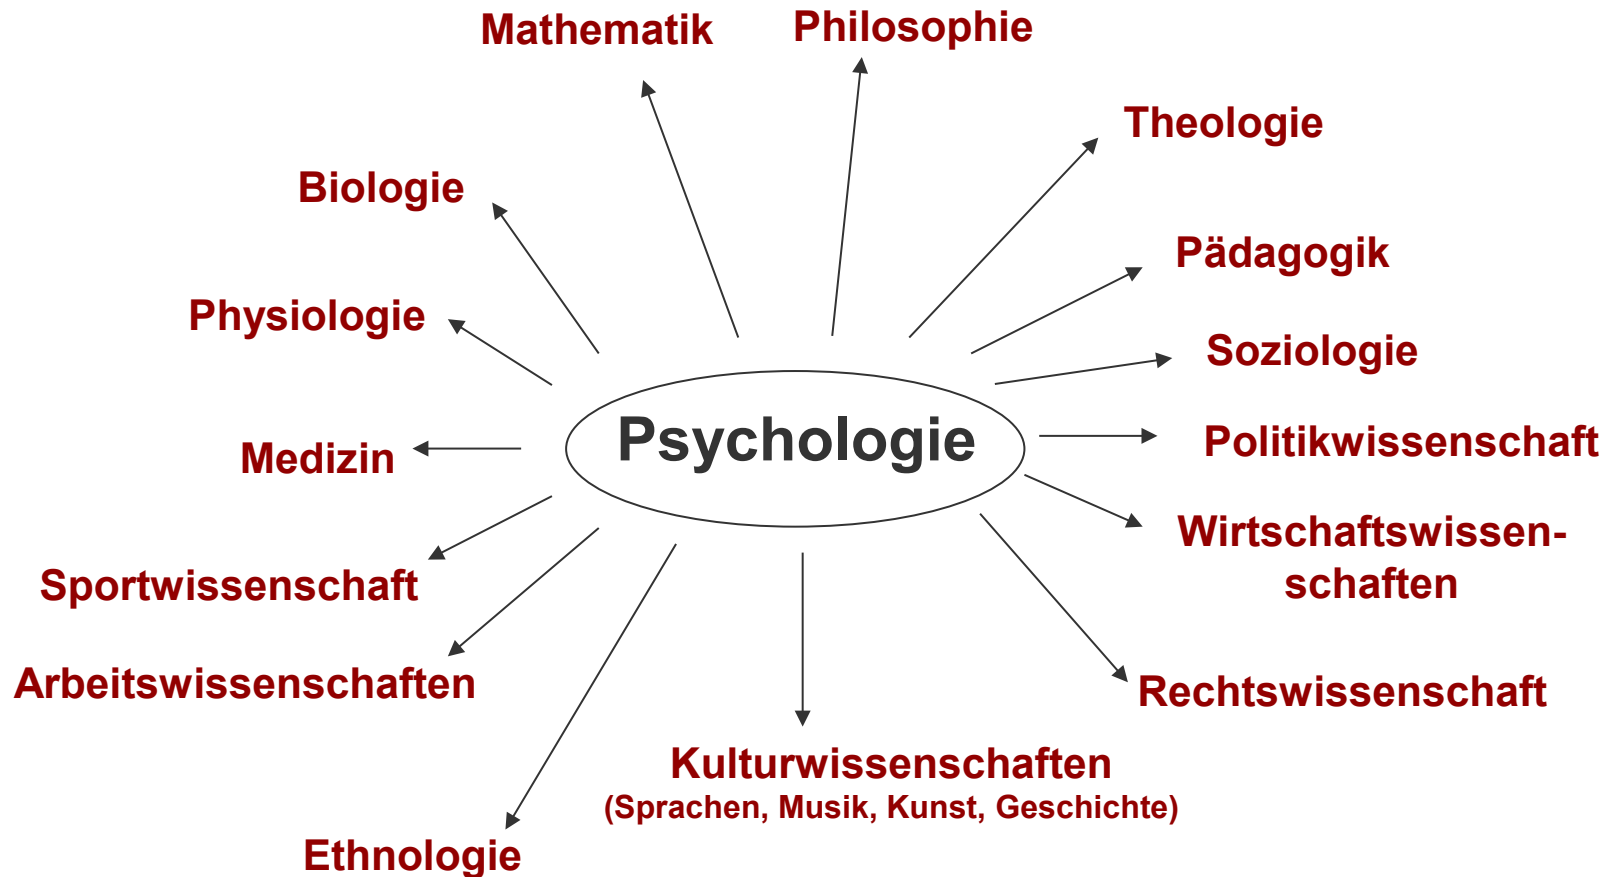 Mathematik
Philosophie
Theologie
Biologie
Pädagogik
Physiologie
Soziologie
Psychologie
Politikwissenschaft
Medizin
Wirtschaftswissen-
schaften
Sportwissenschaft
Arbeitswissenschaften
Rechtswissenschaft
Kulturwissenschaften
(Sprachen, Musik, Kunst, Geschichte)
Ethnologie